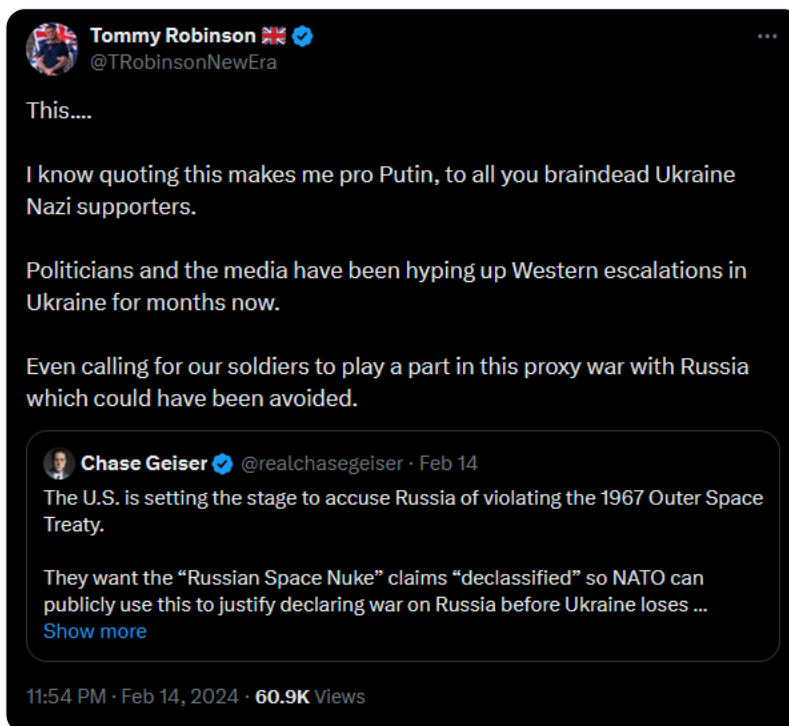 Tommy Robinson 🇬🇧
@TRobinsonNewEra
This....
I know quoting this makes me pro Putin, to all you braindead Ukraine
Nazi supporters.
Politicians and the media have been hyping up Western escalations in
Ukraine for months now.
Even calling for our soldiers to play a part in this proxy war with Russia
which could have been avoided.
Chase Geiser @realchasegeiser · Feb 14
The U.S. is setting the stage to accuse Russia of violating the 1967 Outer Space
Treaty.
They want the “Russian Space Nuke” claims “declassified” so NATO can
publicly use this to justify declaring war on Russia before Ukraine loses ...
Show more
11:54 PM · Feb 14, 2024 · 60.9K Views